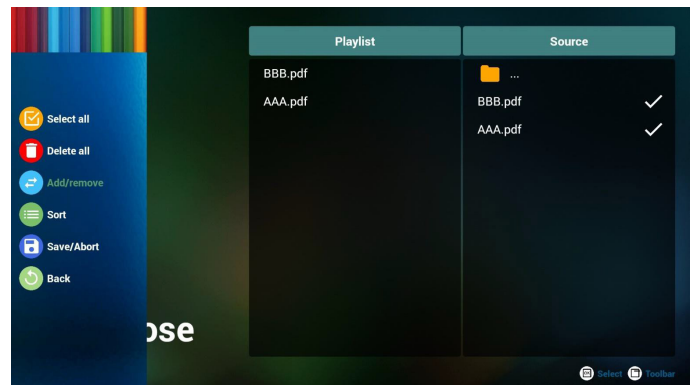 Playlist
Source
BBB.pdf
AAA.pdf
...
BBB.pdf
AAA.pdf
Select all
Delete all
Add/remove
Sort
Save/Abort
Back
ose
Select
Toolbar